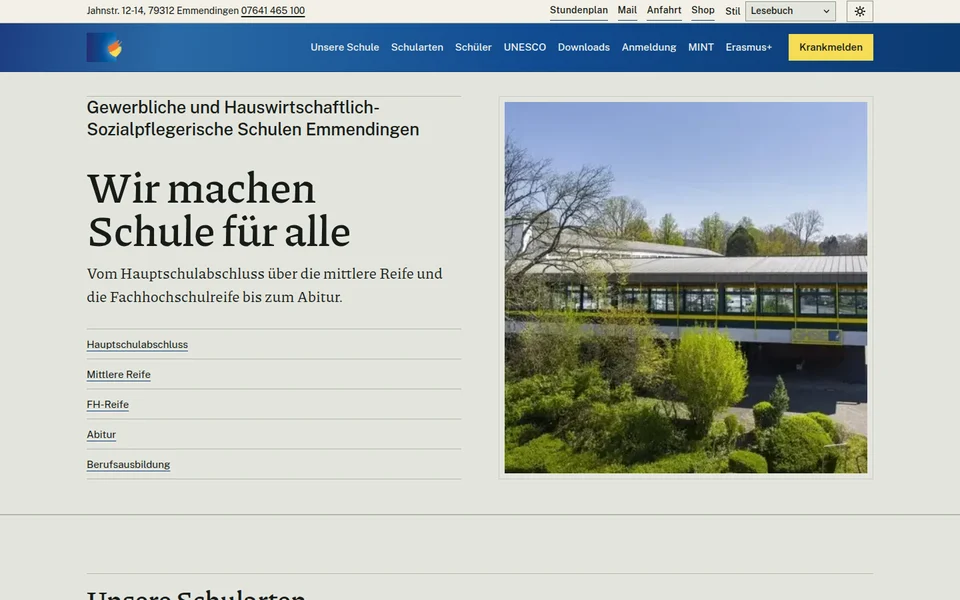 Jahnstr. 12-14, 79312 Emmendingen 07641 465 100
Stundenplan Mail Anfahrt Shop Stil Lesebuch
Unsere Schule Schularten Schüler UNESCO Downloads Anmeldung MINT Erasmus+ Krankmelden
Gewerbliche und Hauswirtschaftlich-
Sozialpflegerische Schulen Emmendingen
Wir machen
Schule für alle
Vom Hauptschulabschluss über die mittlere Reife und
die Fachhochschulreife bis zum Abitur.
Hauptschulabschluss
Mittlere Reife
FH-Reife
Abitur
Berufsausbildung
Unsere Schularten